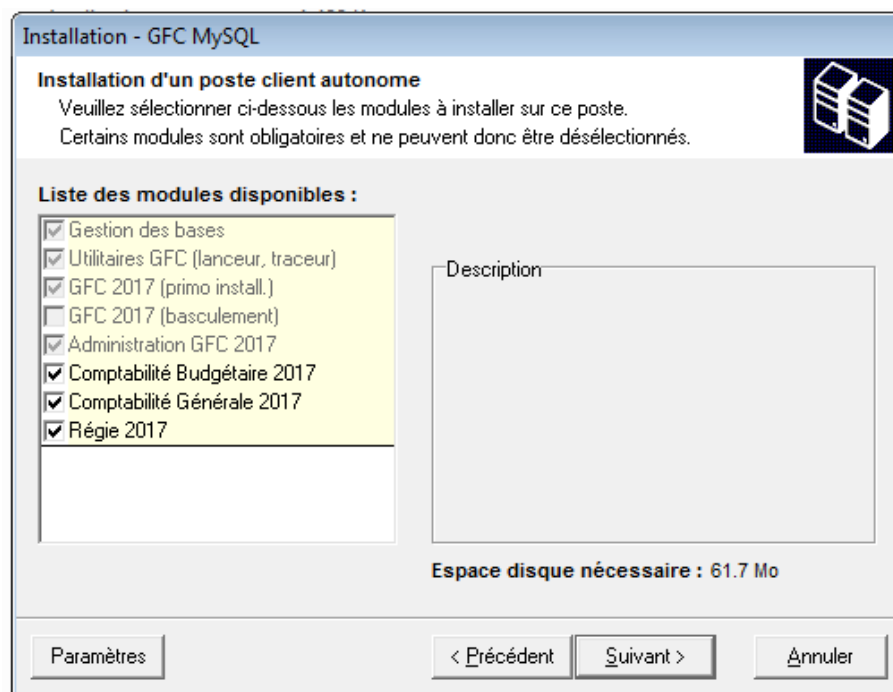 Installation - GFC MySQL
Installation d'un poste client autonome
Veuillez sélectionner ci-dessous les modules à installer sur ce poste.
Certains modules sont obligatoires et ne peuvent donc être désélectionnés.
Liste des modules disponibles :
Gestion des bases
Utilitaires GFC (lanceur, traceur)
GFC 2017 (primo install.)
GFC 2017 (basculement)
Administration GFC 2017
Comptabilité Budgétaire 2017
Comptabilité Générale 2017
Régie 2017
Description
Espace disque nécessaire : 61.7 Mo
Paramètres
< Précédent
Suivant >
Annuler